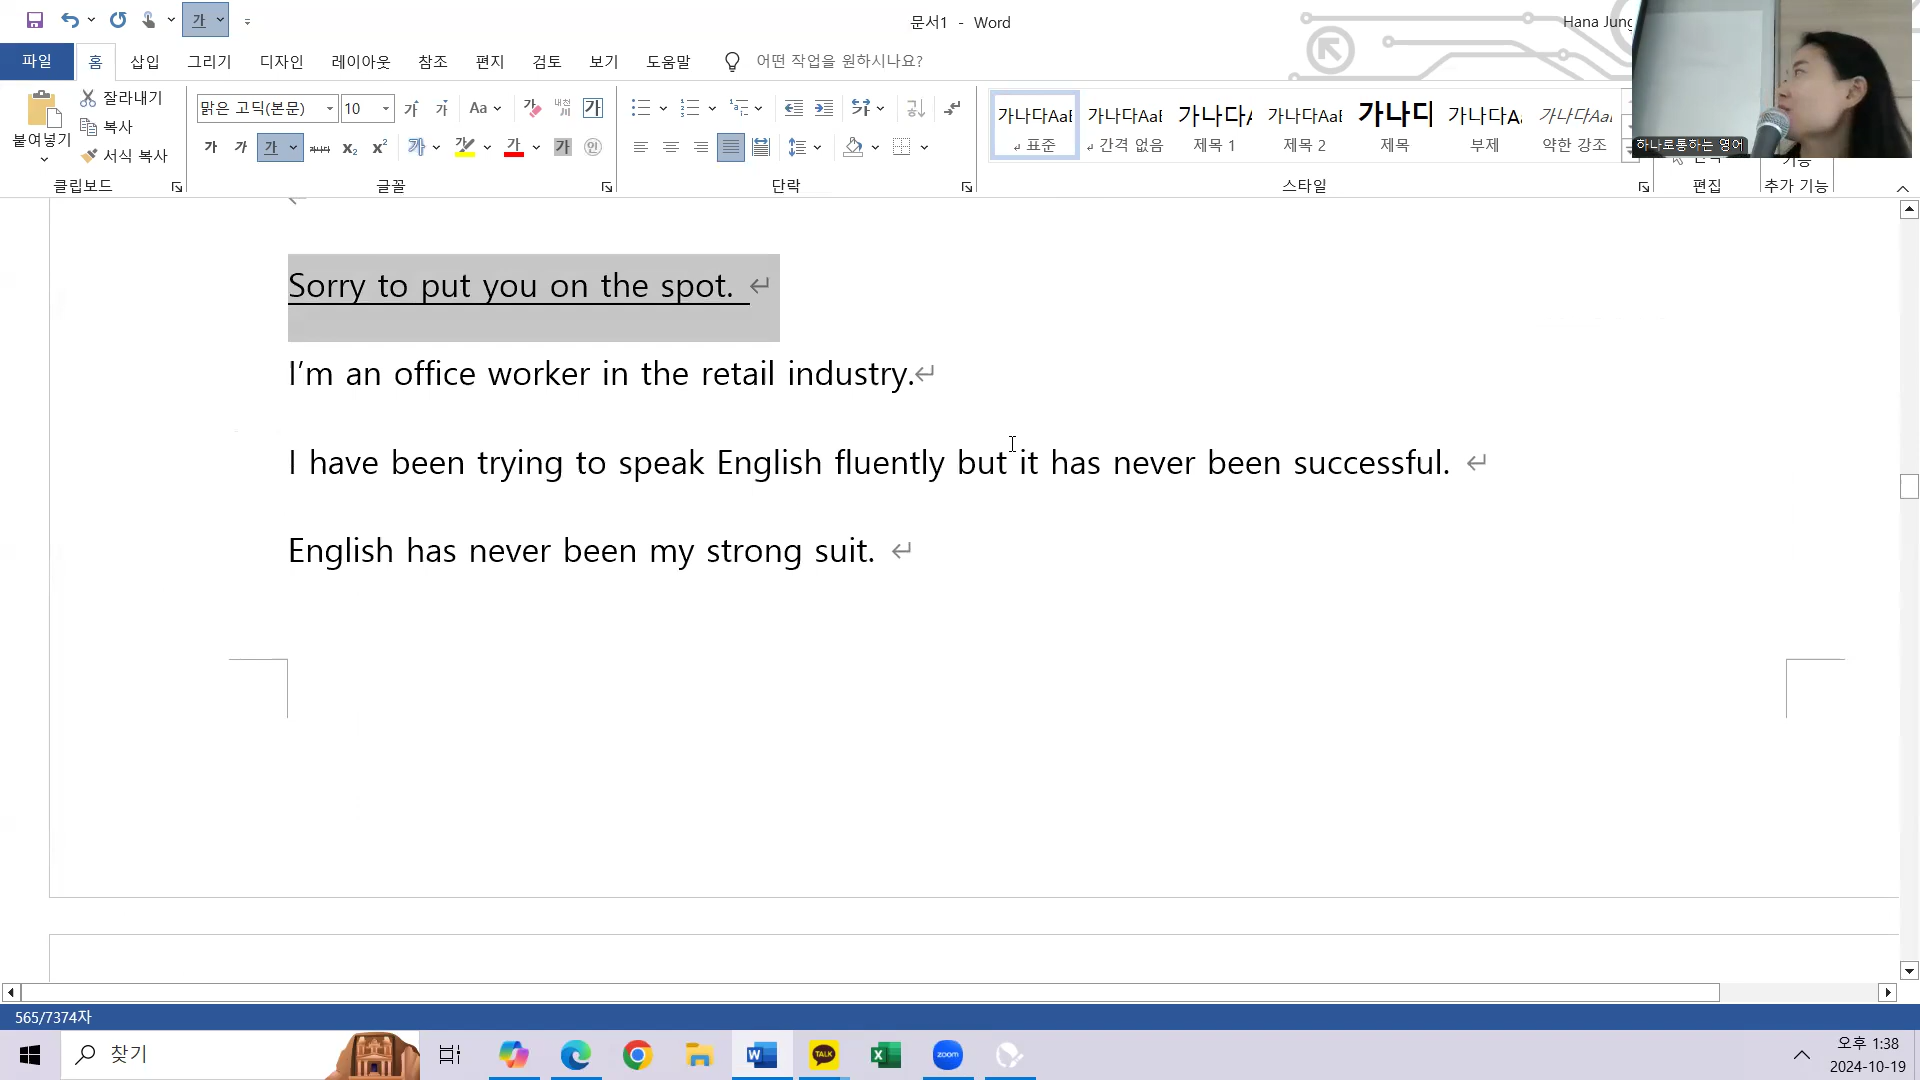 문서1 - Word
Hana Jung
파일 홈 삽입 그리기 디자인 레이아웃 참조 편지 검토 보기 도움말 어떤 작업을 원하시나요?
붙여넣기
잘라내기
복사
서식 복사
클립보드
맑은 고딕(본문) 10
글꼴
단락
가나다AaB 표준
가나다AaB 간격 없음
가나다 제목 1
가나다AaB 제목 2
가나다 제목
가나다Aa 부제
가나다Aa 약한 강조
스타일
편집
기능
추가 기능
하나로통하는 영어
Sorry to put you on the spot.
I’m an office worker in the retail industry.
I have been trying to speak English fluently but it has never been successful.
English has never been my strong suit.
565/7374자
찾기
TALK
zoom
오후 1:38
2024-10-19